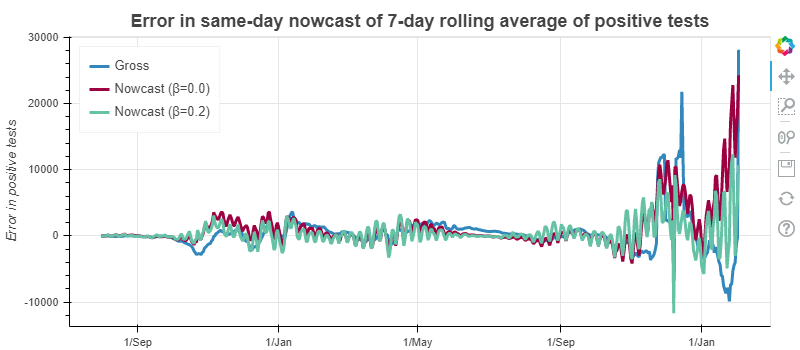 Error in same-day nowcast of 7-day rolling average of positive tests
Error in positive tests
30000
20000
10000
0
-10000
Gross
Nowcast (β=0.0)
Nowcast (β=0.2)
1/Sep
1/Jan
1/May
1/Sep
1/Jan